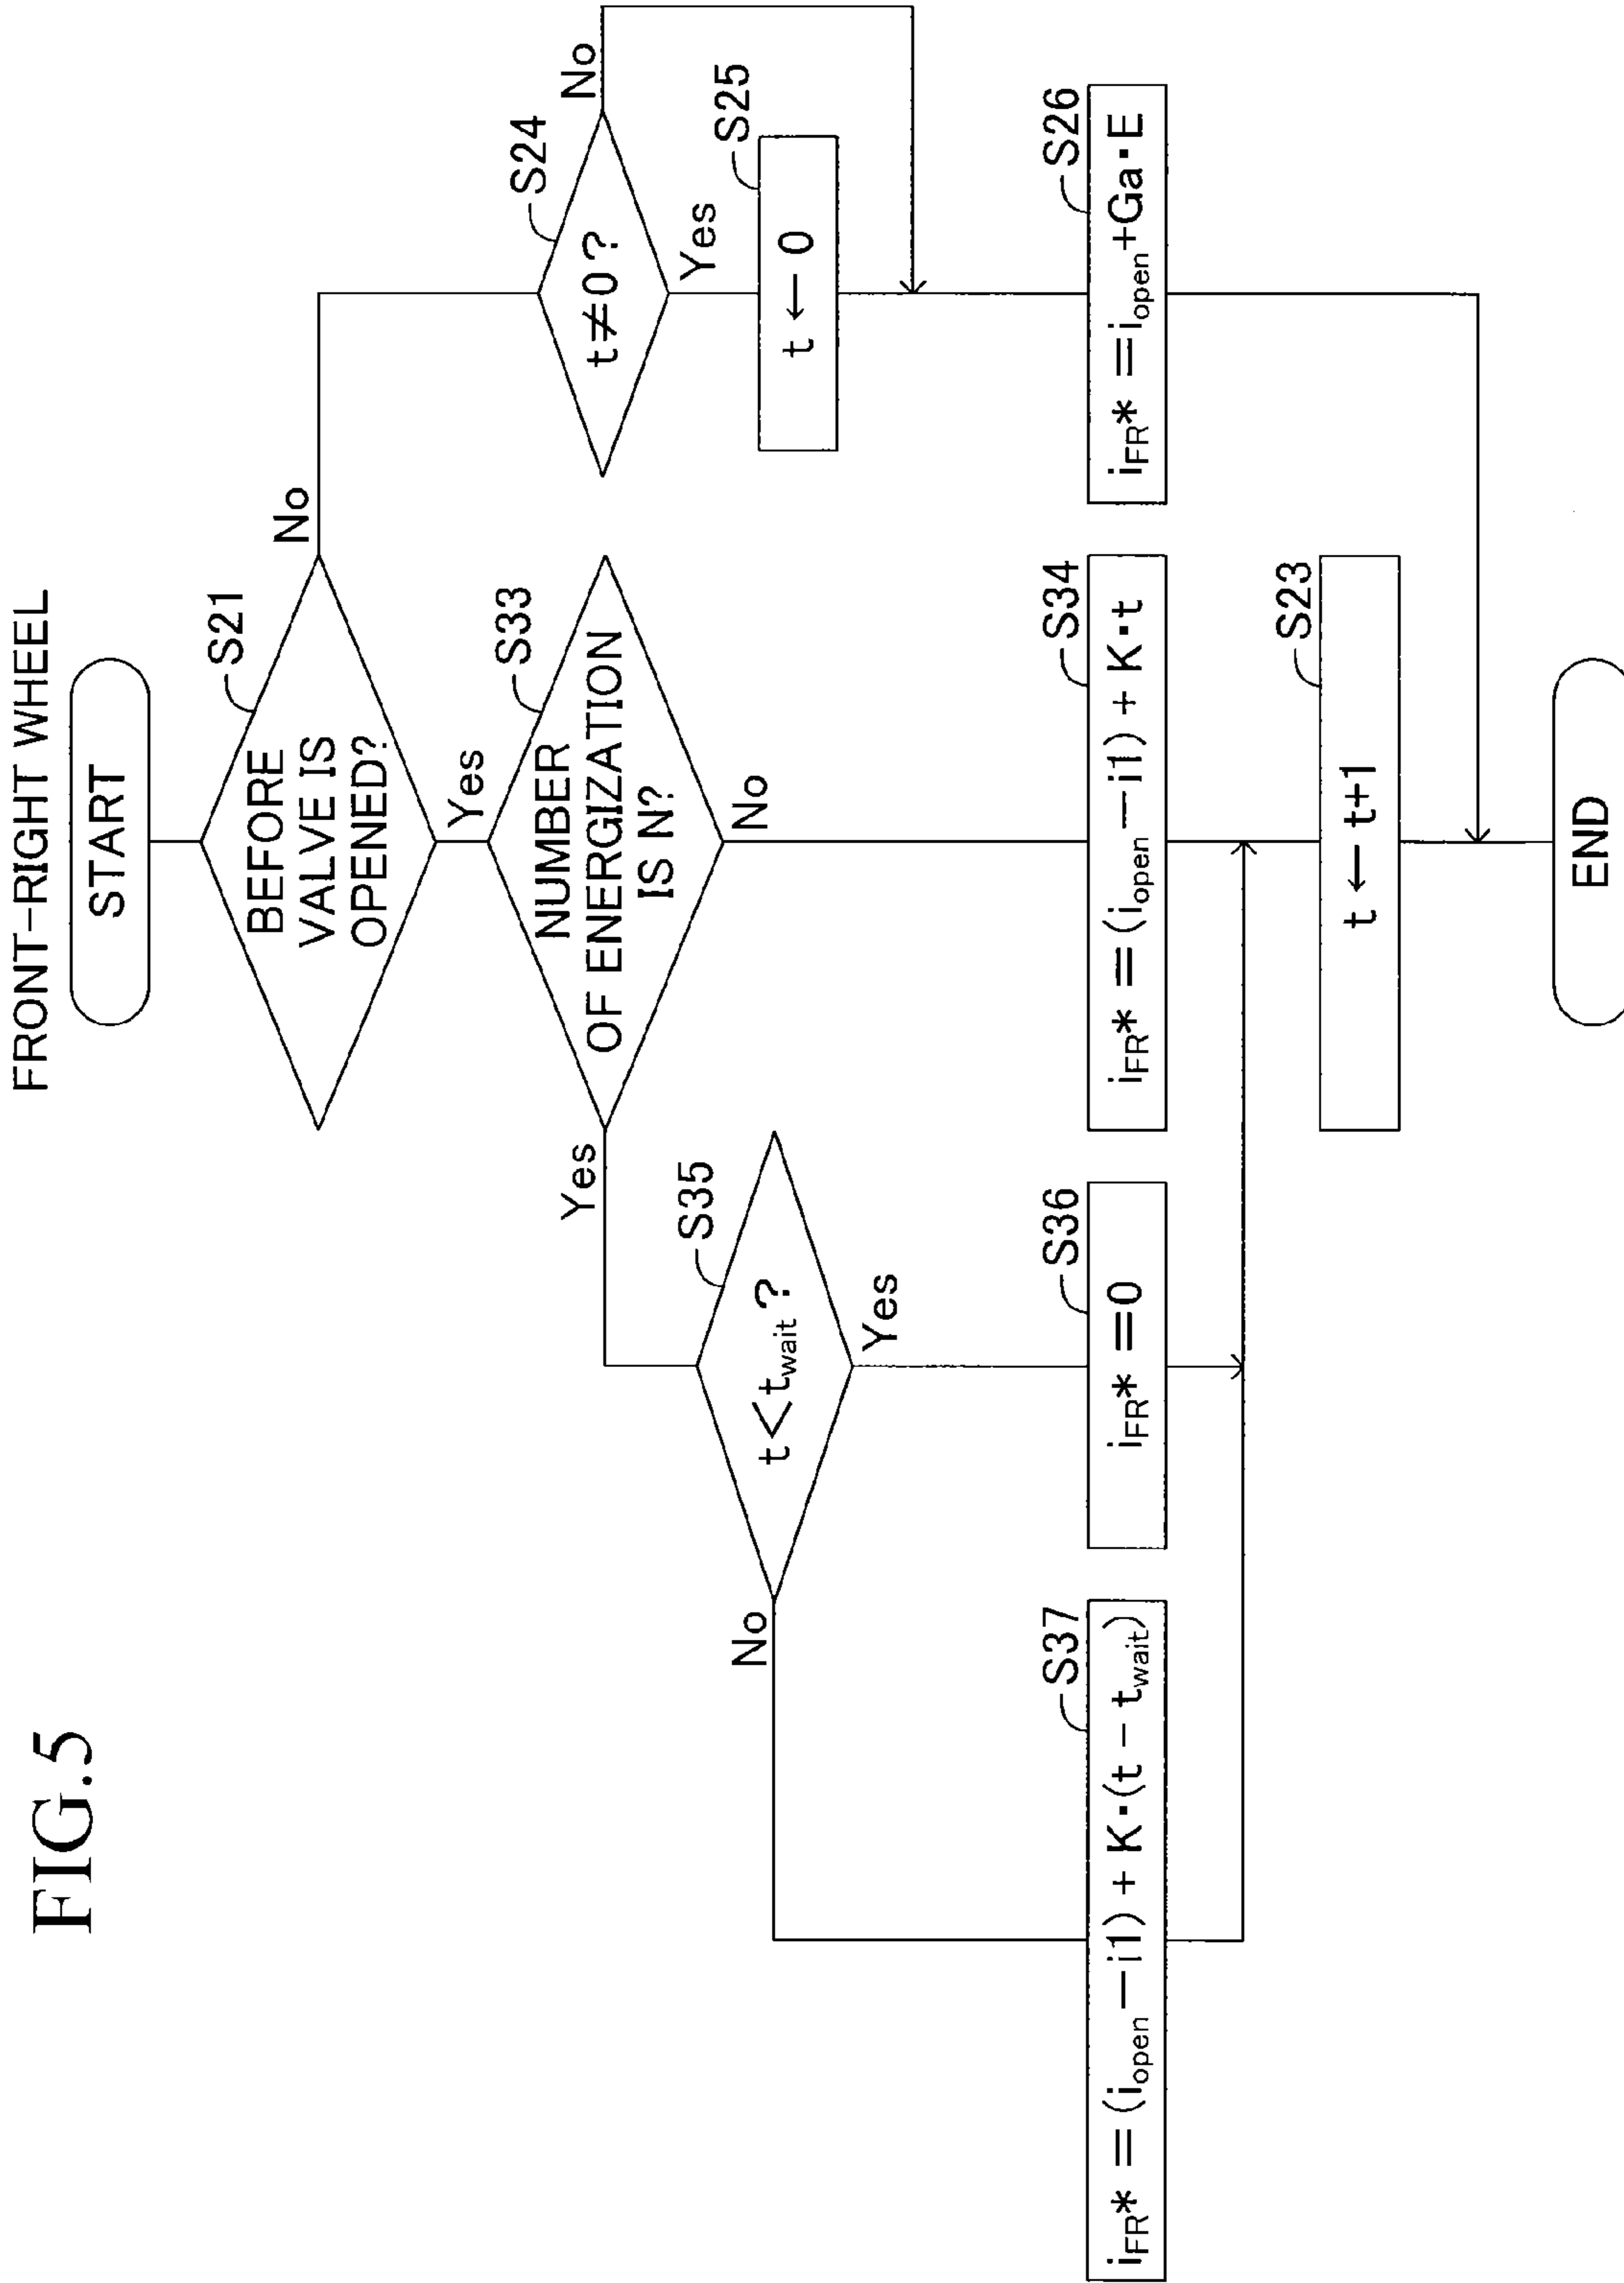 FIG.5
FRONT-RIGHT WHEEL
START
S21
BEFORE
VALVE IS
OPENED?
No
Yes
S33
NUMBER
OF ENERGIZATION
IS N?
Yes
No
S24
t≠0?
No
Yes
S25
t ← 0
S35
t<twait?
No
Yes
S37
iFR* =(iopen −i1) + K·(t − twait)
S36
iFR* =0
S34
iFR* =(iopen −i1) + K·t
S26
iFR* =iopen+Ga·E
S23
t ← t+1
END